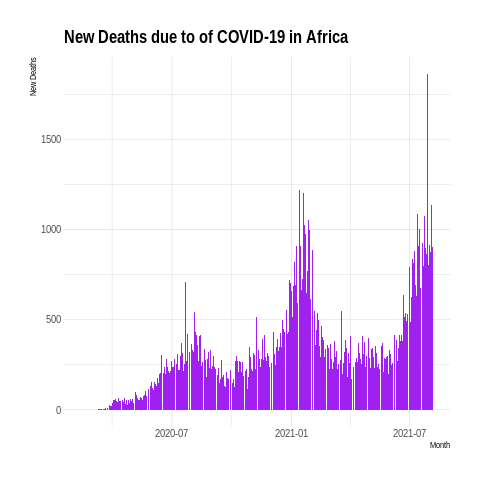 New Deaths due to of COVID-19 in Africa
New Deaths
1500
1000
500
0
2020-07
2021-01
2021-07
Month